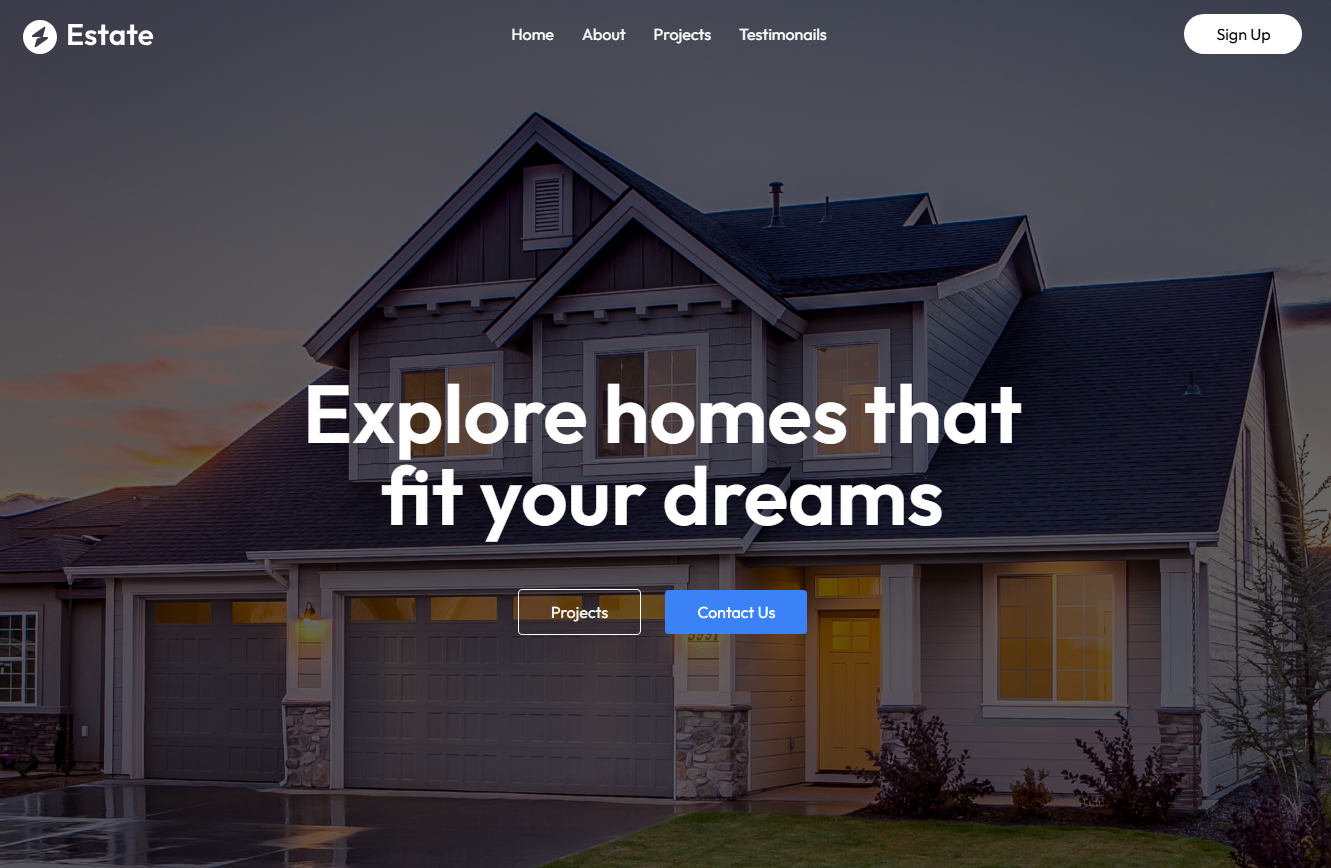 Estate
Home About Projects Testimonails
Sign Up
Explore homes that
fit your dreams
Projects Contact Us